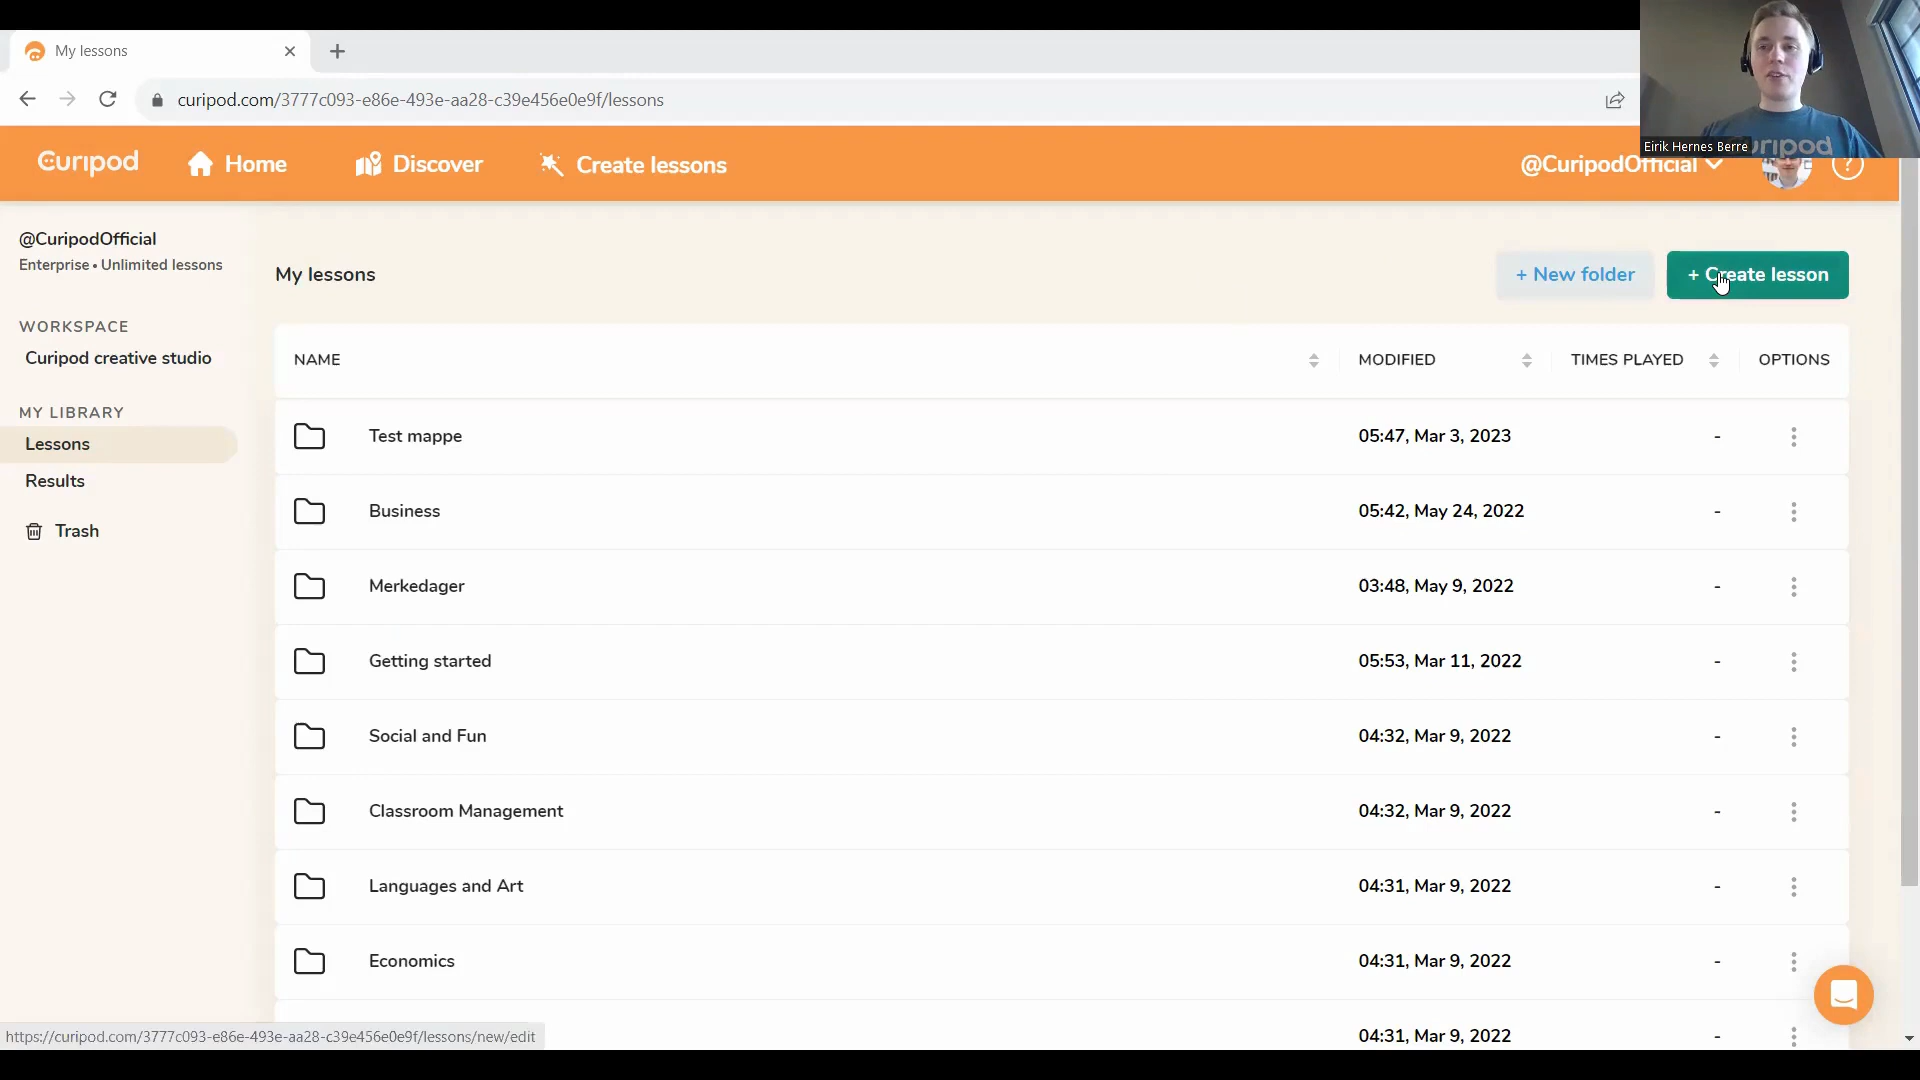 My lessons
curipod.com/3777c093-e86e-493e-aa28-c39e456e0e9f/lessons
Eirik Hernes Berre
curipod
Curipod
Home
Discover
Create lessons
@CuripodOfficial
?
@CuripodOfficial
Enterprise • Unlimited lessons
WORKSPACE
Curipod creative studio
MY LIBRARY
Lessons
Results
Trash
My lessons
+ New folder
+ Create lesson
NAME MODIFIED TIMES PLAYED OPTIONS
Test mappe 05:47, Mar 3, 2023 -
Business 05:42, May 24, 2022 -
Merkedager 03:48, May 9, 2022 -
Getting started 05:53, Mar 11, 2022 -
Social and Fun 04:32, Mar 9, 2022 -
Classroom Management 04:32, Mar 9, 2022 -
Languages and Art 04:31, Mar 9, 2022 -
Economics 04:31, Mar 9, 2022 -
04:31, Mar 9, 2022 -
https://curipod.com/3777c093-e86e-493e-aa28-c39e456e0e9f/lessons/new/edit